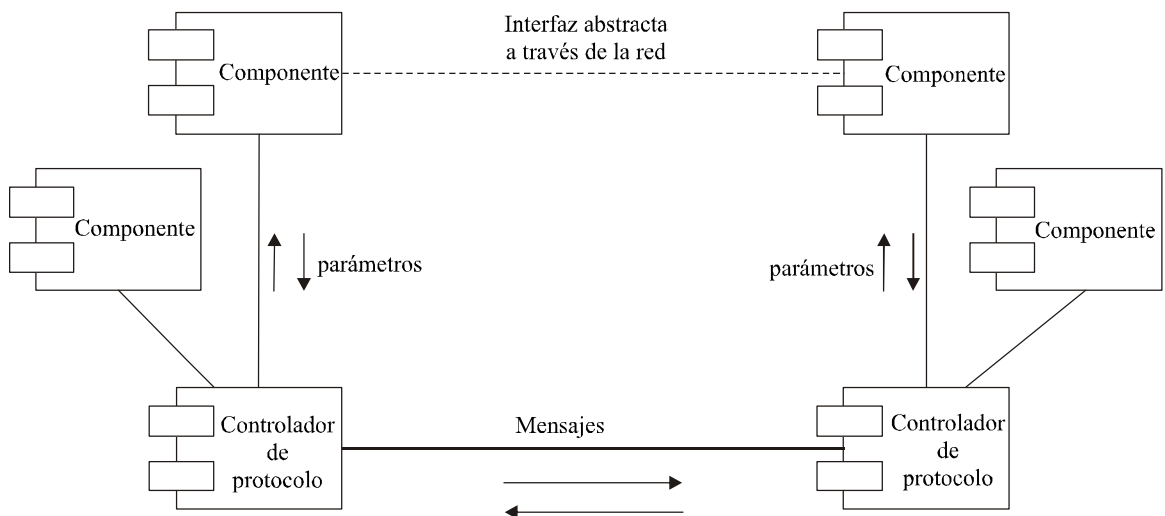 Interfaz abstracta
a través de la red
Componente
Componente
Componente
Componente
parámetros
parámetros
Controlador
de
protocolo
Mensajes
Controlador
de
protocolo